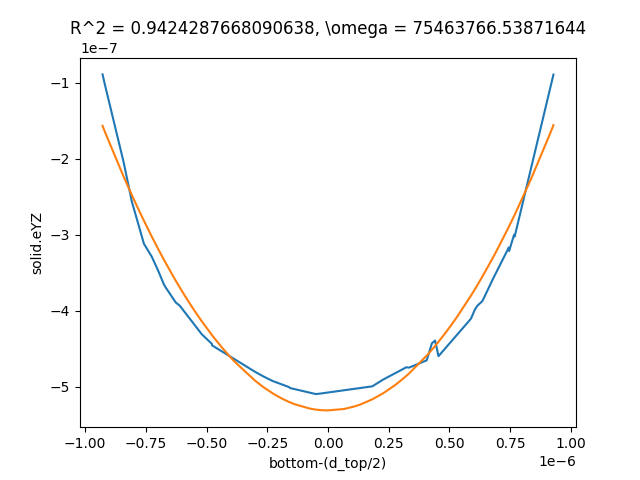 R^2 = 0.9424287668090638, \omega = 75463766.53871644
1e−7
−1
−2
−3
−4
−5
solid.eYZ
−1.00 −0.75 −0.50 −0.25 0.00 0.25 0.50 0.75 1.00
1e−6
bottom-(d_top/2)